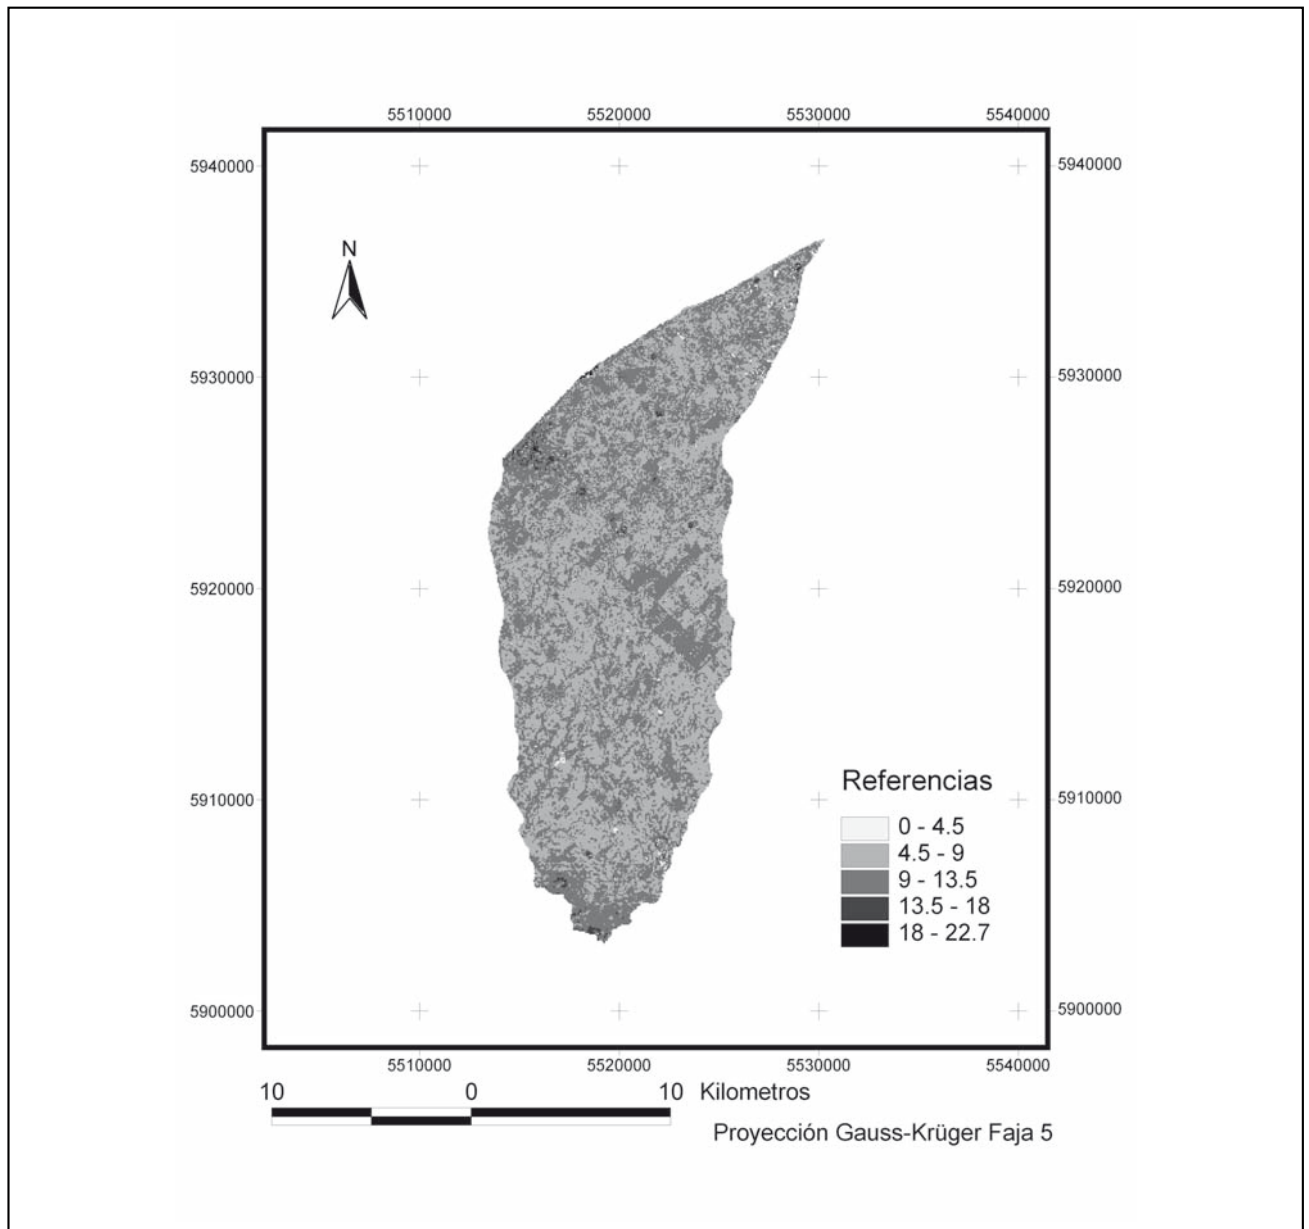 5510000 5520000 5530000 5540000
5940000 5940000
N
5930000 5930000
5920000 5920000
Referencias
5910000 5910000
0 - 4.5
4.5 - 9
9 - 13.5
13.5 - 18
18 - 22.7
5900000 5900000
5510000 5520000 5530000 5540000
10 0 10 Kilometros
Proyección Gauss-Krüger Faja 5